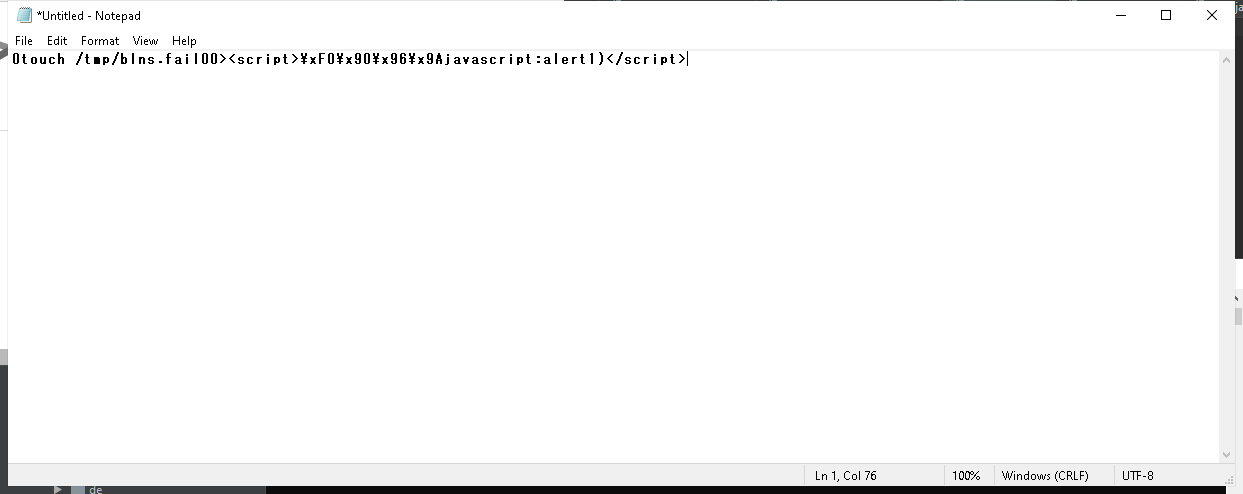 *Untitled - Notepad
File Edit Format View Help
0touch /tmp/blns.fail00><script>¥xF0¥x90¥x96¥x9Ajavascript:alert1)</script>
Ln 1, Col 76 100% Windows (CRLF) UTF-8
de